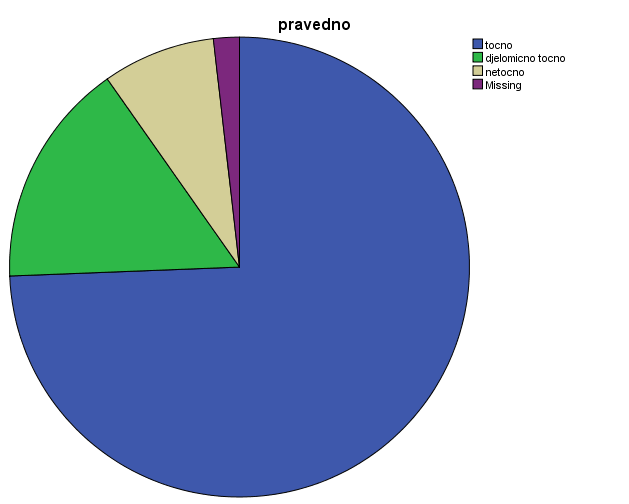 pravedno
tocno
djelomicno tocno
netocno
Missing